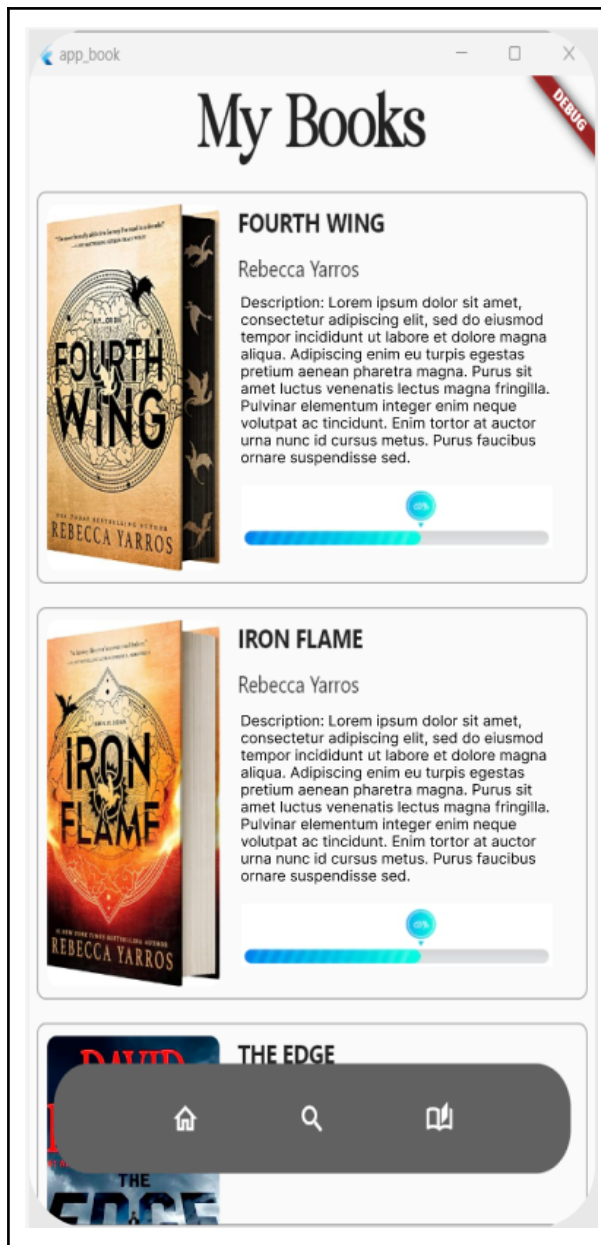 app_book
DEBUG
My Books
FOURTH WING
Rebecca Yarros
Description: Lorem ipsum dolor sit amet,
consectetur adipiscing elit, sed do eiusmod
tempor incididunt ut labore et dolore magna
aliqua. Adipiscing enim eu turpis egestas
pretium aenean pharetra magna. Purus sit
amet luctus venenatis lectus magna fringilla.
Pulvinar elementum integer enim neque
volutpat ac tincidunt. Enim tortor at auctor
urna nunc id cursus metus. Purus faucibus
ornare suspendisse sed.
FOURTH
WING
REBECCA YARROS
IRON FLAME
Rebecca Yarros
Description: Lorem ipsum dolor sit amet,
consectetur adipiscing elit, sed do eiusmod
tempor incididunt ut labore et dolore magna
aliqua. Adipiscing enim eu turpis egestas
pretium aenean pharetra magna. Purus sit
amet luctus venenatis lectus magna fringilla.
Pulvinar elementum integer enim neque
volutpat ac tincidunt. Enim tortor at auctor
urna nunc id cursus metus. Purus faucibus
ornare suspendisse sed.
IRON
FLAME
#1 NEW YORK TIMES BESTSELLING AUTHOR
REBECCA YARROS
THE EDGE
DAVID
THE
EDGE